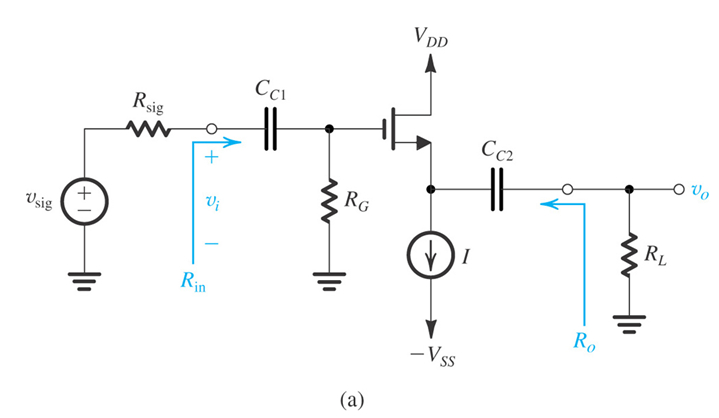 V_DD
C_C1
R_sig
C_C2
v_sig
+
−
+
v_i
−
R_G
v_o
I
R_L
R_in
R_o
−V_SS
(a)